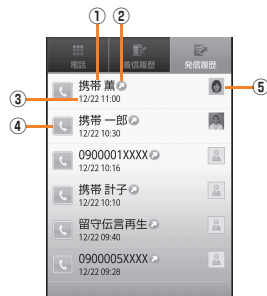 ① ②
電話 着信履歴 発信履歴
携帯 薫 ⑤
③ 12/22 11:00
④ 携帯 一郎
12/22 10:30
0900001XXXX
12/22 10:16
携帯 計子
12/22 10:10
留守伝言再生
12/22 09:40
0900005XXXX
12/22 09:28